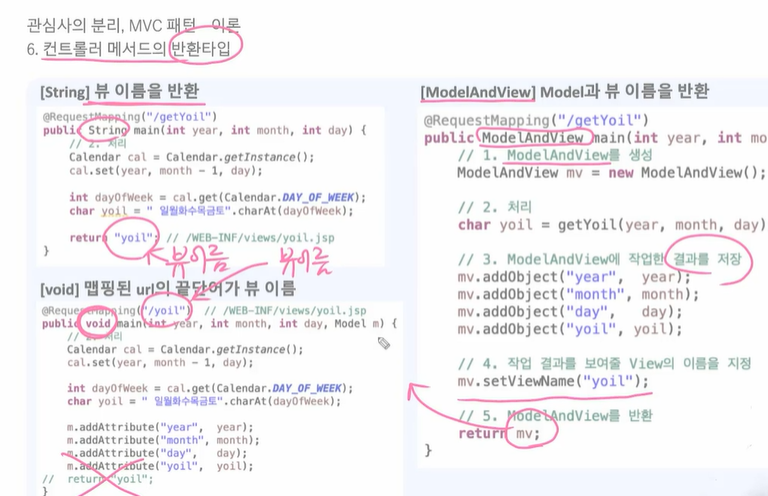 관심사의 분리, MVC 패턴 이론
6. 컨트롤러 메서드의 반환타입
[String] 뷰 이름을 반환
@RequestMapping("/getYoil")
public String main(int year, int month, int day) {
// 2. 처리
Calendar cal = Calendar.getInstance();
cal.set(year, month - 1, day);
int dayOfWeek = cal.get(Calendar.DAY_OF_WEEK);
char yoil = " 일월화수목금토".charAt(dayOfWeek);
return "yoil"; // /WEB-INF/views/yoil.jsp
}
뷰이름
뷰이름
[void] 맵핑된 url의 끝단어가 뷰 이름
@RequestMapping("/yoil") // /WEB-INF/views/yoil.jsp
public void main(int year, int month, int day, Model m) {
// 2. 처리
Calendar cal = Calendar.getInstance();
cal.set(year, month - 1, day);
int dayOfWeek = cal.get(Calendar.DAY_OF_WEEK);
char yoil = " 일월화수목금토".charAt(dayOfWeek);
m.addAttribute("year", year);
m.addAttribute("month", month);
m.addAttribute("day", day);
m.addAttribute("yoil", yoil);
// return "yoil";
}
[ModelAndView] Model과 뷰 이름을 반환
@RequestMapping("/getYoil")
public ModelAndView main(int year, int mo
// 1. ModelAndView를 생성
ModelAndView mv = new ModelAndView();
// 2. 처리
char yoil = getYoil(year, month, day)
// 3. ModelAndView에 작업한 결과를 저장
mv.addObject("year", year);
mv.addObject("month", month);
mv.addObject("day", day);
mv.addObject("yoil", yoil);
// 4. 작업 결과를 보여줄 View의 이름을 지정
mv.setViewName("yoil");
// 5. ModelAndView를 반환
return mv;
}